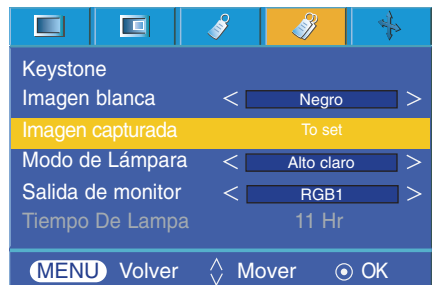 Keystone
Imagen blanca < Negro >
Imagen capturada To set
Modo de Lámpara < Alto claro >
Salida de monitor < RGB1 >
Tiempo De Lampa 11 Hr
MENU Volver Mover OK